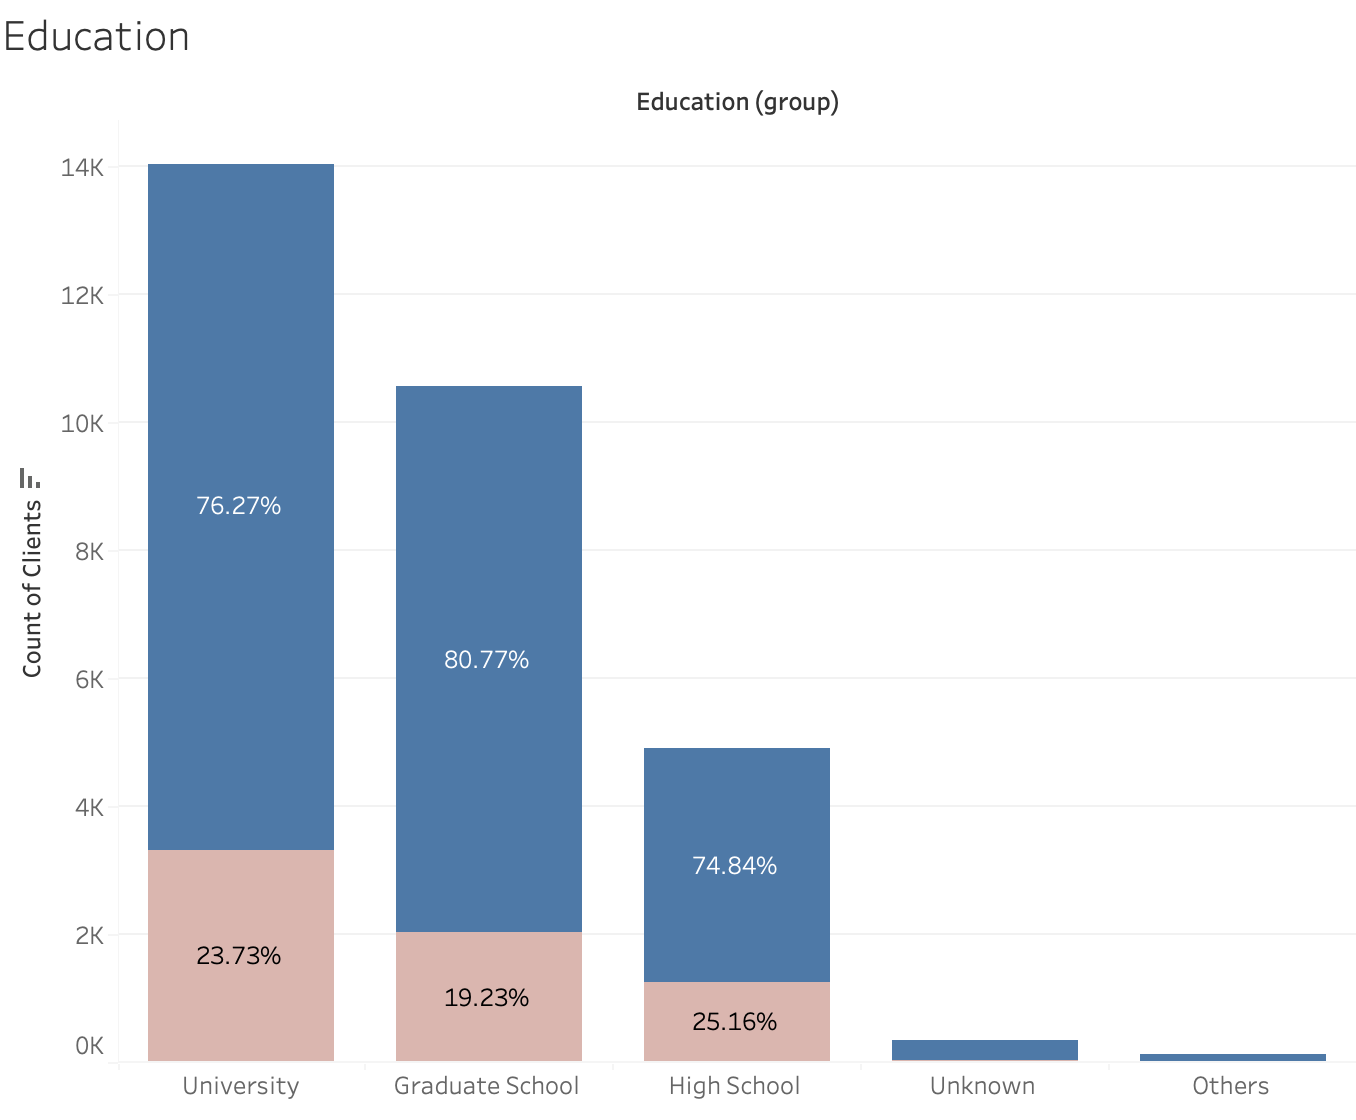 Education
Education (group)
14K
12K
10K
8K
6K
4K
2K
0K
Count of Clients
76.27%
23.73%
80.77%
19.23%
74.84%
25.16%
University
Graduate School
High School
Unknown
Others